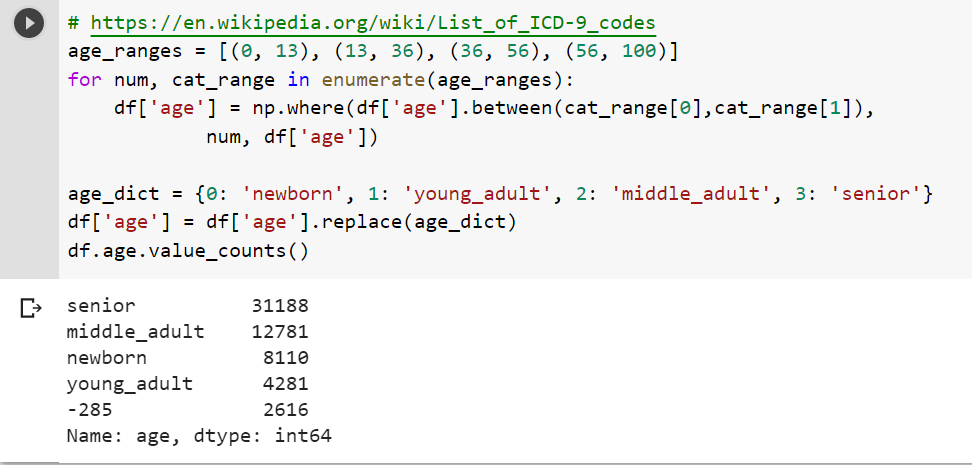 # https://en.wikipedia.org/wiki/List_of_ICD-9_codes
age_ranges = [(0, 13), (13, 36), (36, 56), (56, 100)]
for num, cat_range in enumerate(age_ranges):
    df['age'] = np.where(df['age'].between(cat_range[0],cat_range[1]),
            num, df['age'])

age_dict = {0: 'newborn', 1: 'young_adult', 2: 'middle_adult', 3: 'senior'}
df['age'] = df['age'].replace(age_dict)
df.age.value_counts()
senior          31188
middle_adult    12781
newborn          8110
young_adult      4281
-285             2616
Name: age, dtype: int64